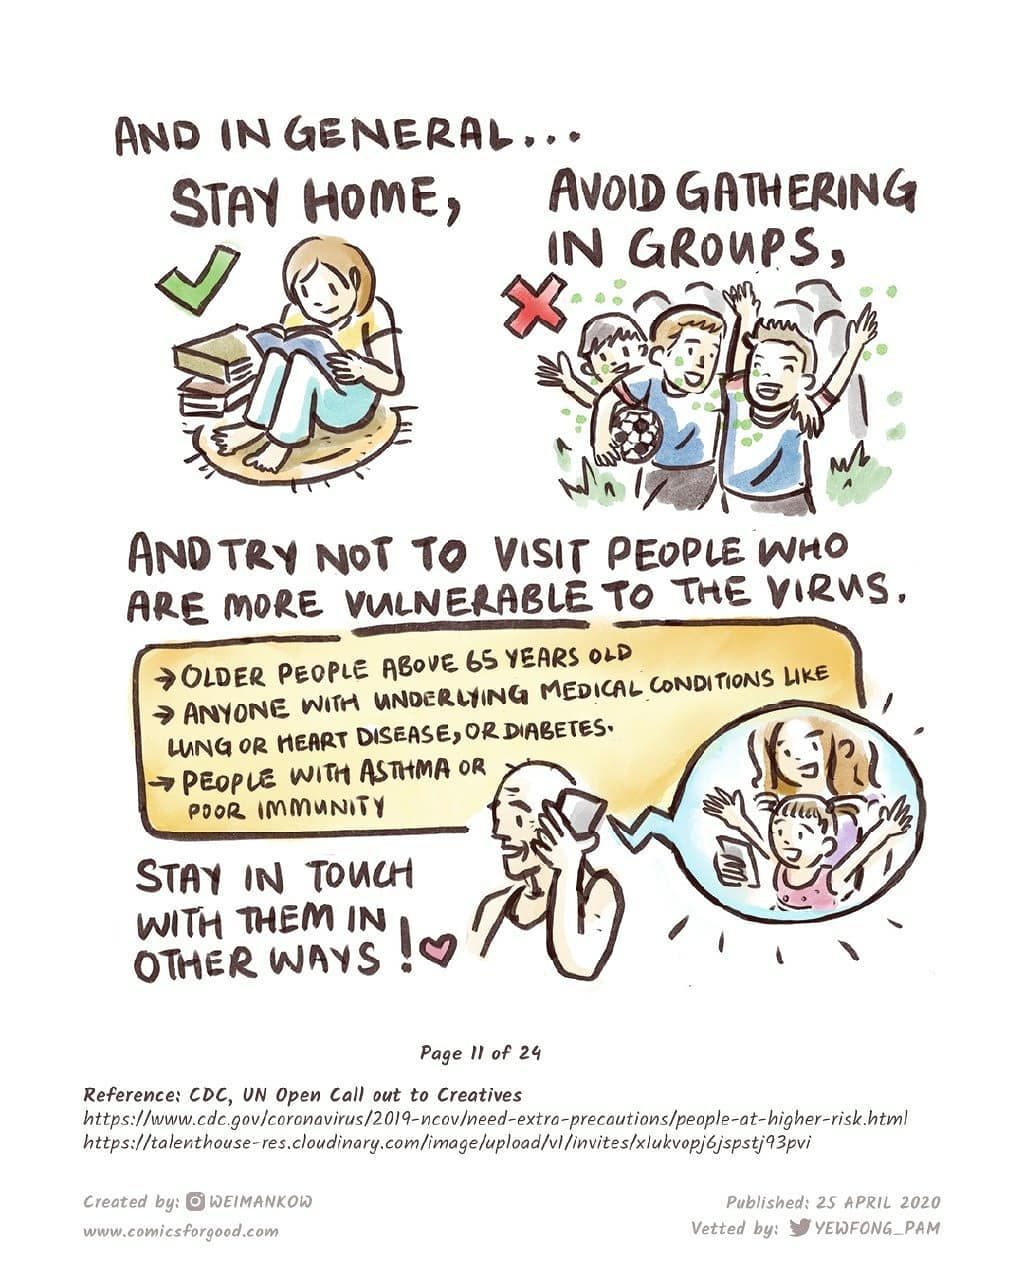 AND IN GENERAL...
STAY HOME,
AVOID GATHERING
IN GROUPS,
AND TRY NOT TO VISIT PEOPLE WHO
ARE MORE VULNERABLE TO THE VIRUS.
→ OLDER PEOPLE ABOVE 65 YEARS OLD
→ ANYONE WITH UNDERLYING MEDICAL CONDITIONS LIKE
LUNG OR HEART DISEASE, OR DIABETES.
→ PEOPLE WITH ASTHMA OR
POOR IMMUNITY
STAY IN TOUCH
WITH THEM IN
OTHER WAYS!
Page 11 of 24
Reference: CDC, UN Open Call out to Creatives
https://www.cdc.gov/coronavirus/2019-ncov/need-extra-precautions/people-at-higher-risk.html
https://talenthouse-res.cloudinary.com/image/upload/v1/invites/xlukvopj6jspstj93pvi
Created by: WEIMANKOW
www.comicsforgood.com
Published: 25 APRIL 2020
Vetted by: YEWFONG_PAM